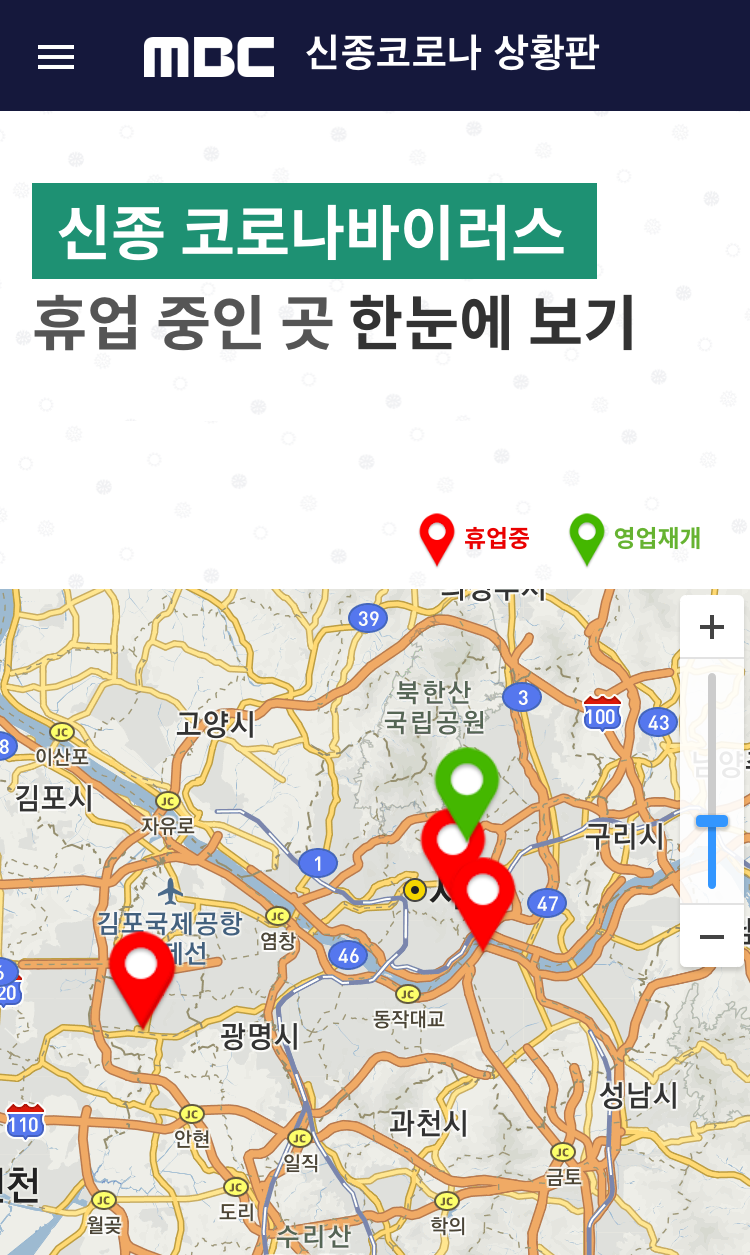 MBC 신종코로나 상황판
신종 코로나바이러스
휴업 중인 곳 한눈에 보기
휴업중 영업재개
39
북한산
국립공원
3
100
43
고양시
JC
이산포
8
김포시
JC
자유로
구리시
1
47
김포국제공항
JC
염창
46
JC
동작대교
20
광명시
성남시
110
JC
안현
과천시
JC
일직
JC
금토
JC
월곶
JC
도리
JC
학의
수리산